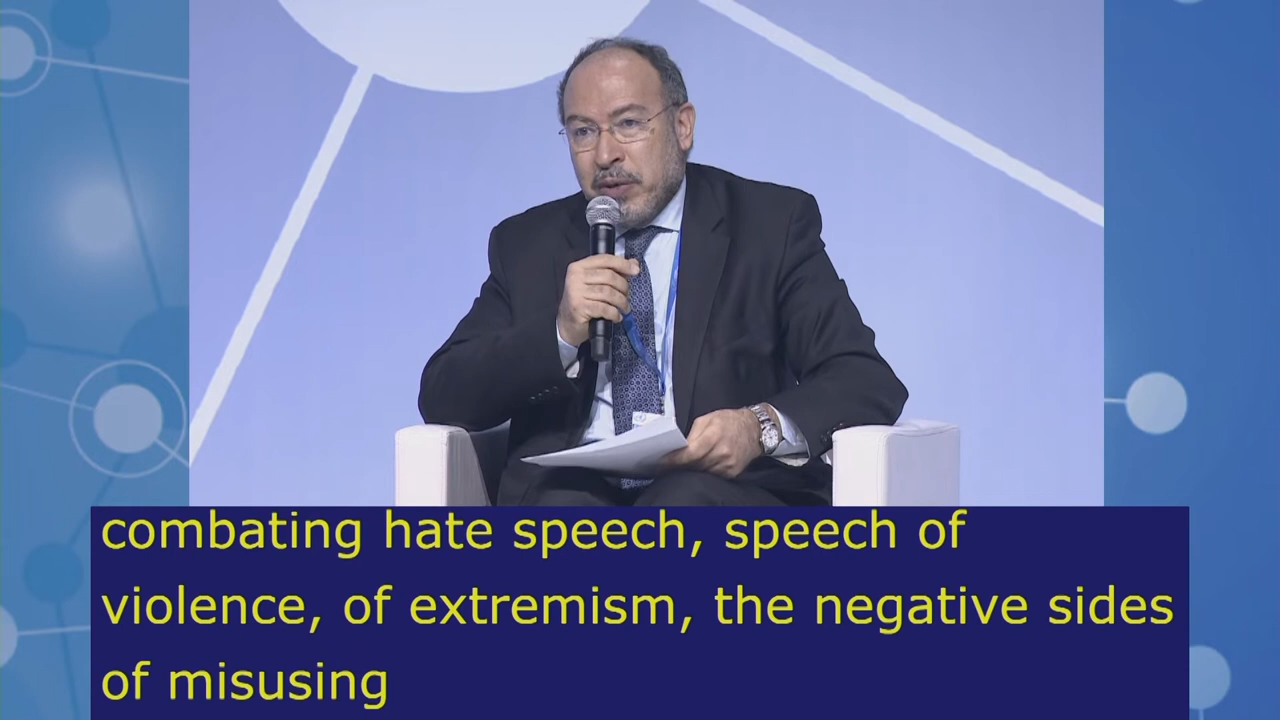 combating hate speech, speech of
violence, of extremism, the negative sides
of misusing